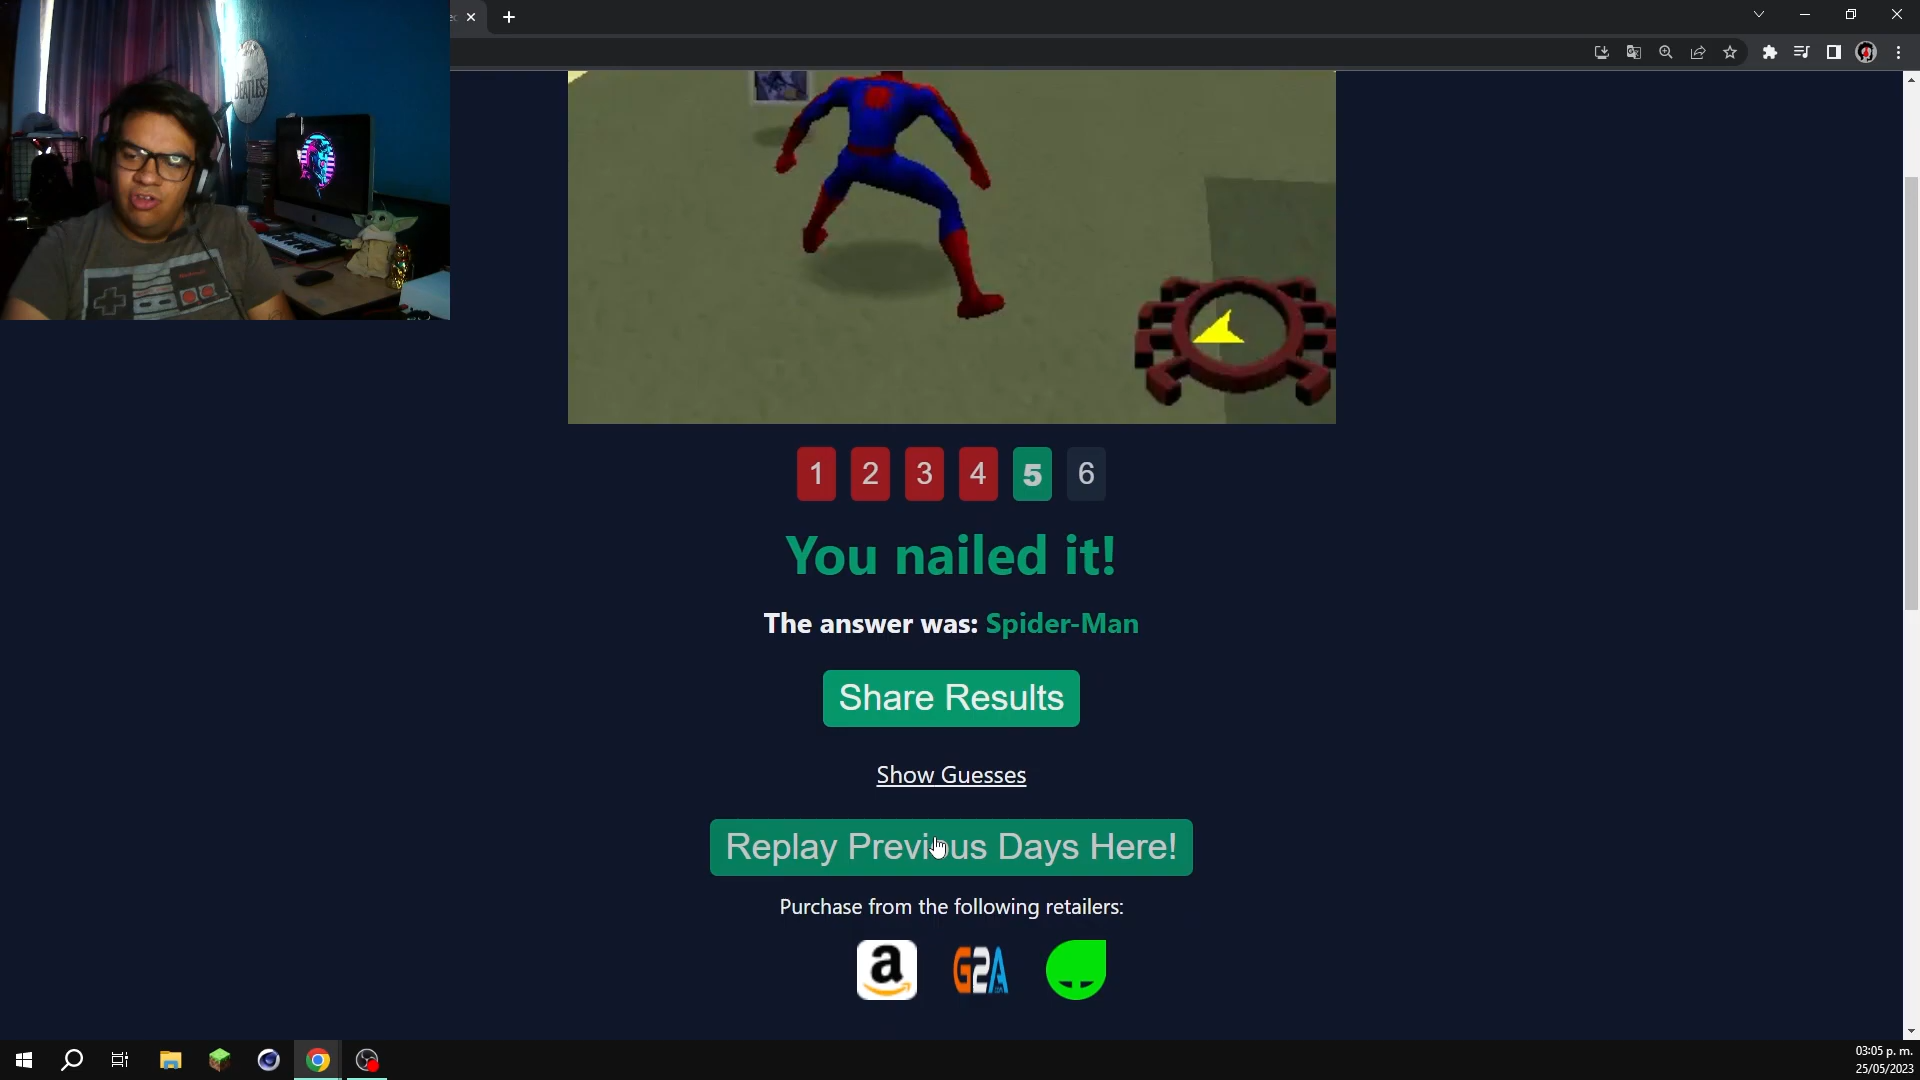 BEATLES
1 2 3 4 5 6
You nailed it!
The answer was: Spider-Man
Share Results
Show Guesses
Replay Previous Days Here!
Purchase from the following retailers:
a
G2A
03:05 p. m.
25/05/2023